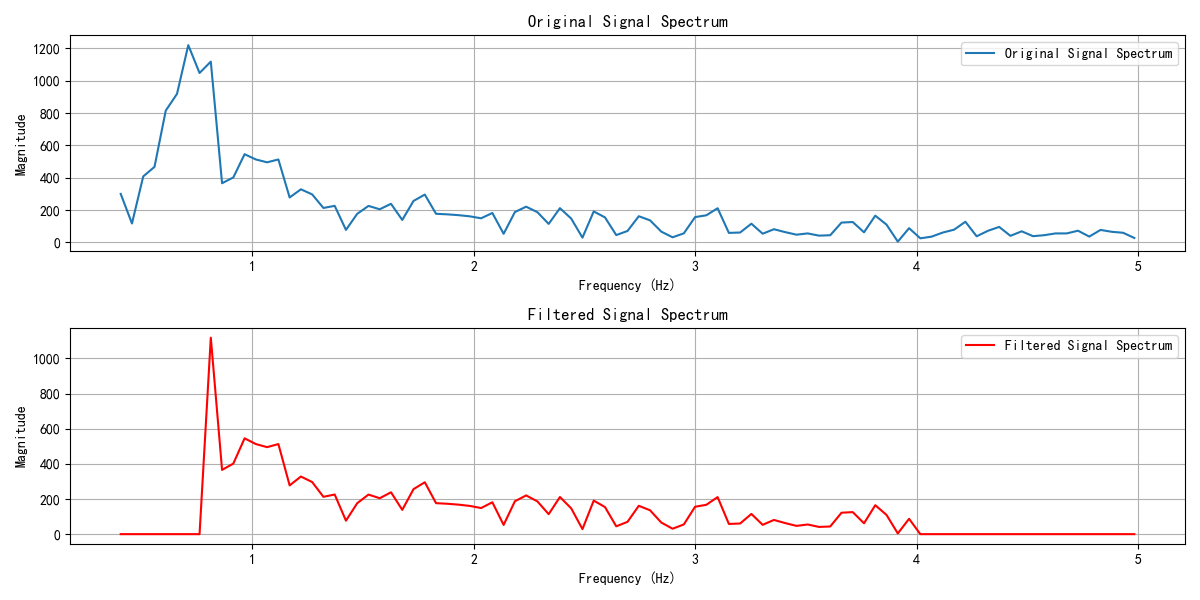 Original Signal Spectrum
Original Signal Spectrum
Magnitude
1200
1000
800
600
400
200
0
1 2 3 4 5
Frequency (Hz)
Filtered Signal Spectrum
Filtered Signal Spectrum
Magnitude
1000
800
600
400
200
0
1 2 3 4 5
Frequency (Hz)